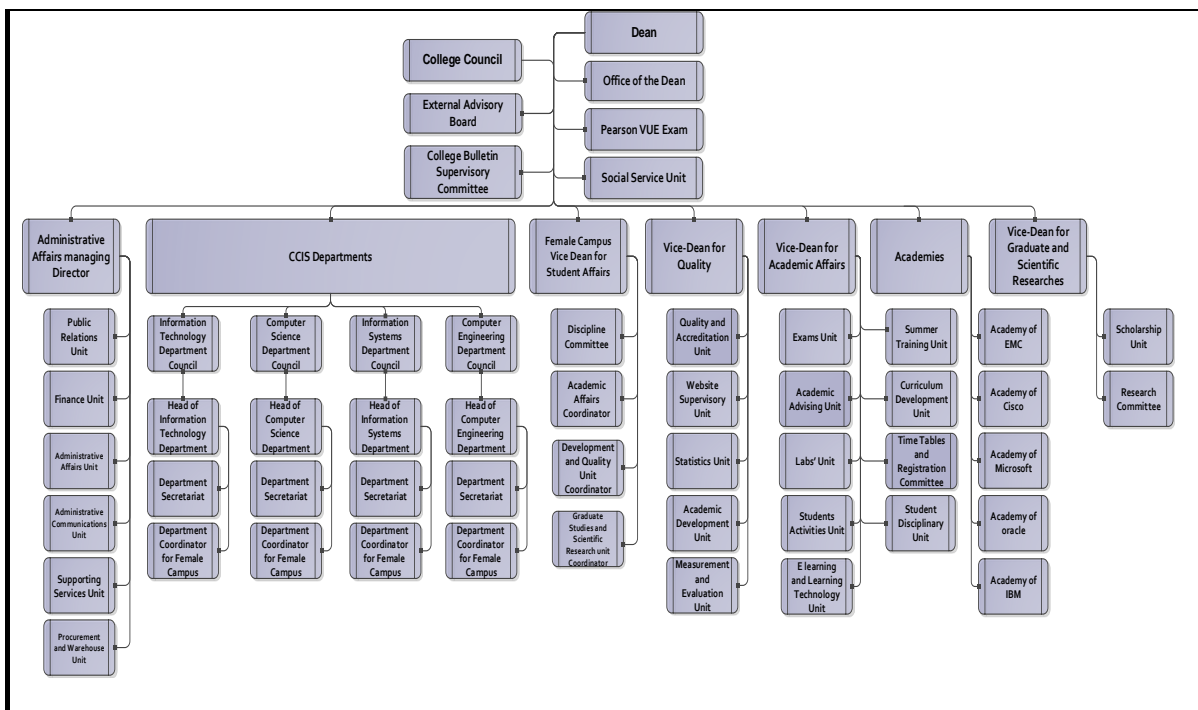 Dean
College Council
Office of the Dean
External Advisory
Board
Pearson VUE Exam
College Bulletin
Supervisory
Committee
Social Service Unit
Administrative
Affairs managing
Director
CCIS Departments
Female Campus
Vice Dean for
Student Affairs
Vice-Dean for
Quality
Vice-Dean for
Academic Affairs
Academies
Vice-Dean for
Graduate and
Scientific
Researches
Public
Relations
Unit
Finance Unit
Administrative
Affairs Unit
Administrative
Communications
Unit
Supporting
Services Unit
Procurement
and Warehouse
Unit
Information
Technology
Department
Council
Head of
Information
Technology
Department
Department
Secretariat
Department
Coordinator
for Female
Campus
Computer
Science
Department
Council
Head of
Computer
Science
Department
Department
Secretariat
Department
Coordinator
for Female
Campus
Information
Systems
Department
Council
Head of
Information
Systems
Department
Department
Secretariat
Department
Coordinator
for Female
Campus
Computer
Engineering
Department
Council
Head of
Computer
Engineering
Department
Department
Secretariat
Department
Coordinator
for Female
Campus
Discipline
Committee
Academic
Affairs
Coordinator
Development
and Quality
Unit
Coordinator
Graduate
Studies and
Scientific
Research unit
Coordinator
Quality and
Accreditation
Unit
Website
Supervisory
Unit
Statistics Unit
Academic
Development
Unit
Measurement
and
Evaluation
Unit
Exams Unit
Academic
Advising Unit
Labs' Unit
Students
Activities Unit
E learning
and Learning
Technology
Unit
Summer
Training Unit
Curriculum
Development
Unit
Time Tables
and
Registration
Committee
Student
Disciplinary
Unit
Academy of
EMC
Academy of
Cisco
Academy of
Microsoft
Academy of
oracle
Academy of
IBM
Scholarship
Unit
Research
Committee